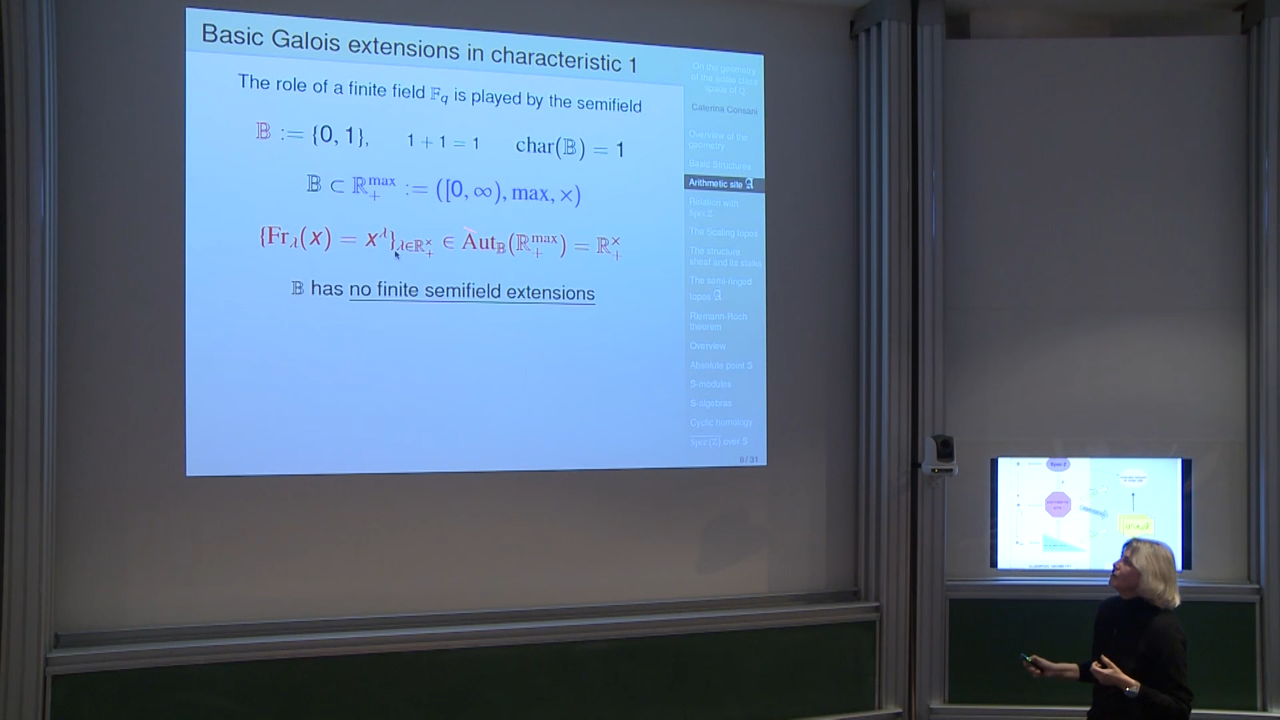 Basic Galois extensions in characteristic 1
The role of a finite field 𝔽_q is played by the semifield
𝔹 := {0, 1}, 1 + 1 = 1 char(𝔹) = 1
𝔹 ⊂ ℝ₊^max := ([0, ∞), max, ×)
{Fr_λ(x) = x^λ}_{λ∈ℝ₊^×} ∈ Aut_𝔹(ℝ₊^max) = ℝ₊^×
𝔹 has no finite semifield extensions
On the geometry
of the adele class
space of Q
Caterina Consani
Overview of the
geometry
Basic Structures
Arithmetic site
Relation with
Spec Z
The Scaling topos
The structure
sheaf and its stalks
The semi-ringed
topos
Riemann-Roch
theorem
Overview
Absolute point S
S-modules
S-algebras
Cyclic homology
Spec(Z) over S
8 / 31
Spec Z